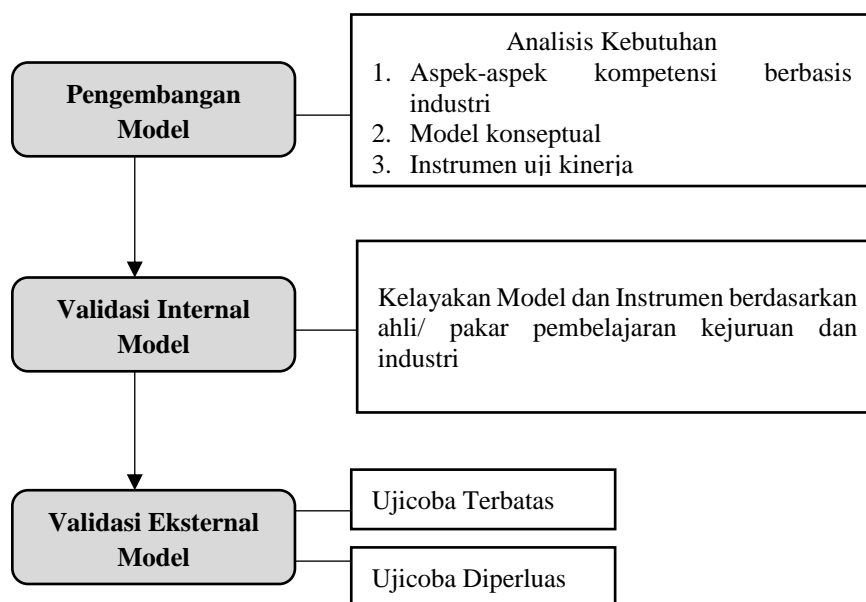 Pengembangan
Model
Analisis Kebutuhan
1. Aspek-aspek kompetensi berbasis
industri
2. Model konseptual
3. Instrumen uji kinerja
Validasi Internal
Model
Kelayakan Model dan Instrumen berdasarkan
ahli/ pakar pembelajaran kejuruan dan
industri
Validasi Eksternal
Model
Ujicoba Terbatas
Ujicoba Diperluas